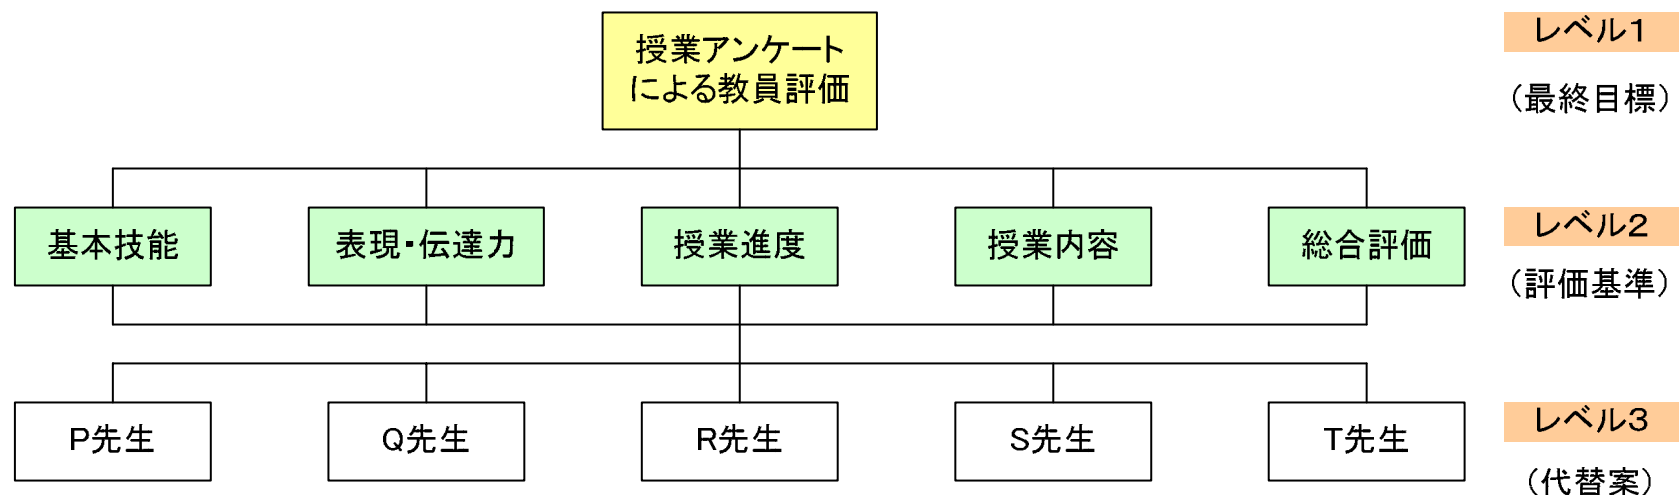 授業アンケート
による教員評価
レベル1
（最終目標）
基本技能
表現・伝達力
授業進度
授業内容
総合評価
レベル2
（評価基準）
P先生
Q先生
R先生
S先生
T先生
レベル3
（代替案）